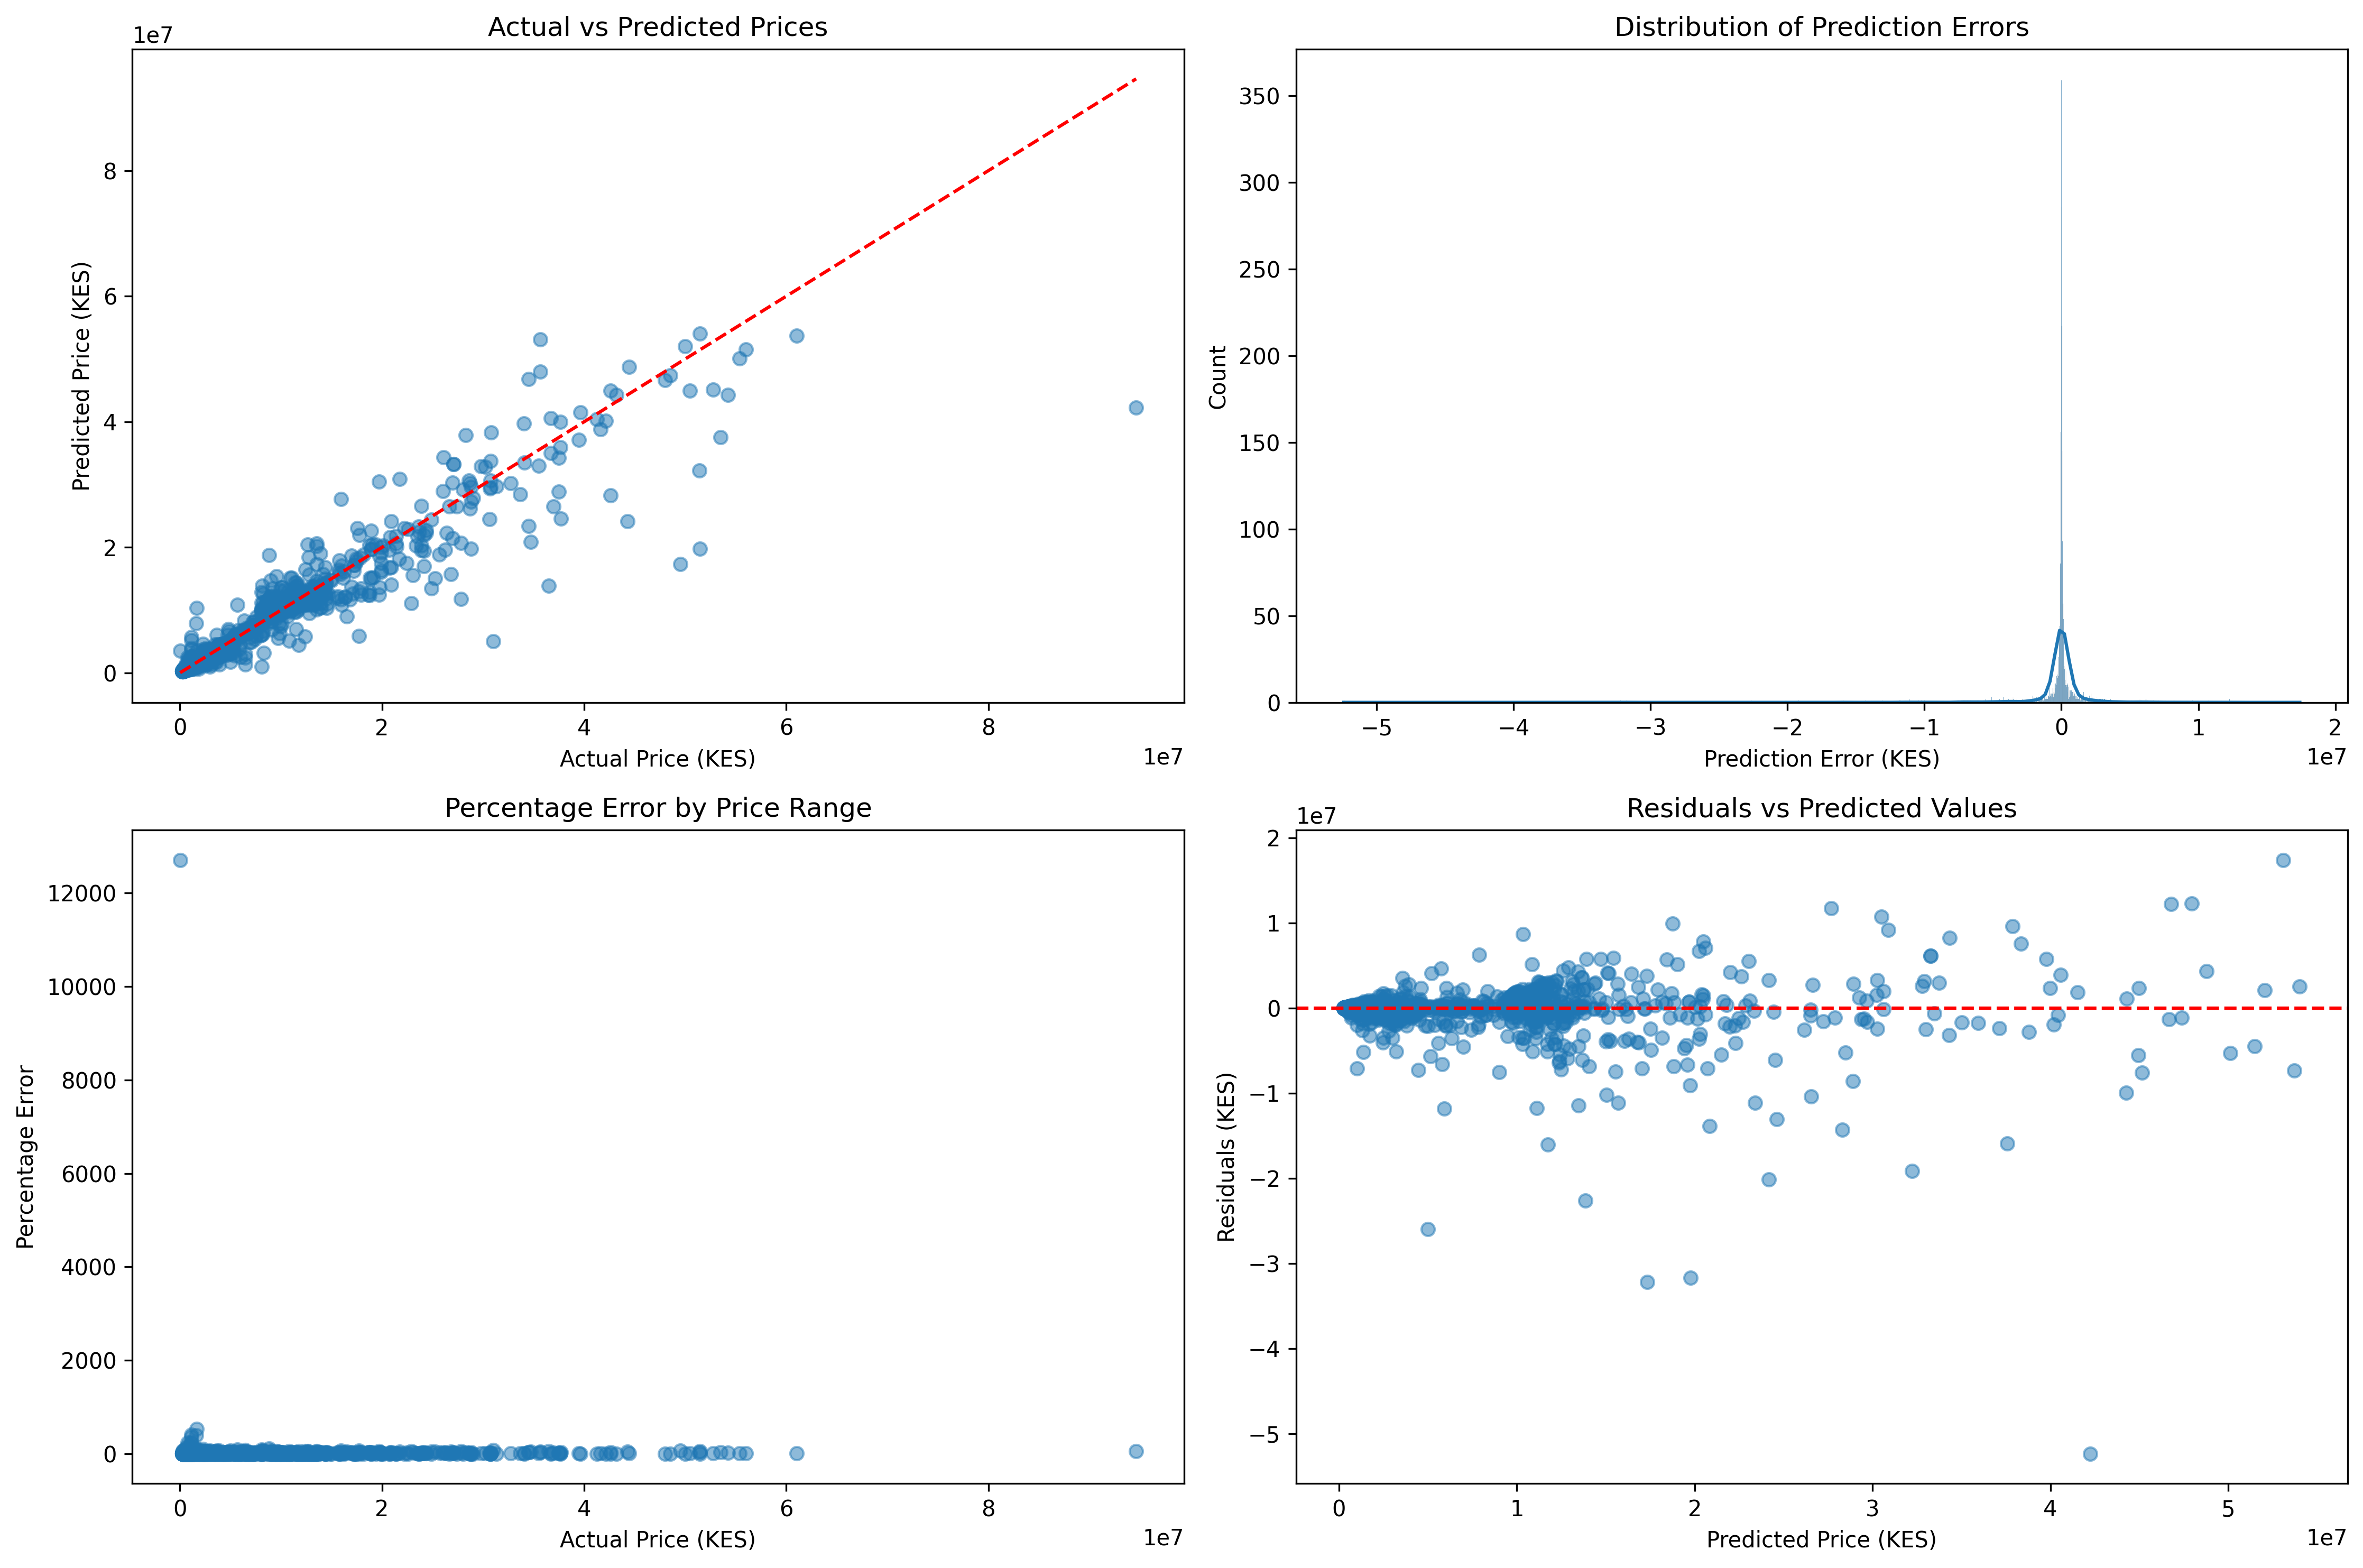 Actual vs Predicted Prices
1e7
8
6
4
2
0
Predicted Price (KES)
0 2 4 6 8
1e7
Actual Price (KES)
Distribution of Prediction Errors
350
300
250
200
150
100
50
0
Count
−5 −4 −3 −2 −1 0 1 2
1e7
Prediction Error (KES)
Percentage Error by Price Range
12000
10000
8000
6000
4000
2000
0
Percentage Error
0 2 4 6 8
1e7
Actual Price (KES)
Residuals vs Predicted Values
1e7
2
1
0
−1
−2
−3
−4
−5
Residuals (KES)
0 1 2 3 4 5
1e7
Predicted Price (KES)